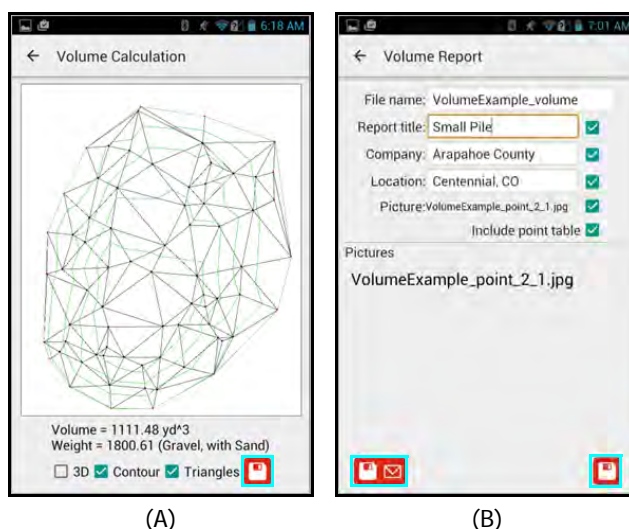 6:18 AM
Volume Calculation
Volume = 1111.48 yd^3
Weight = 1800.61 (Gravel, with Sand)
3D Contour Triangles
(A)
7:01 AM
Volume Report
File name: VolumeExample_volume
Report title: Small Pile
Company: Arapahoe County
Location: Centennial, CO
Picture: VolumeExample_point_2_1.jpg
Include point table
Pictures
VolumeExample_point_2_1.jpg
(B)